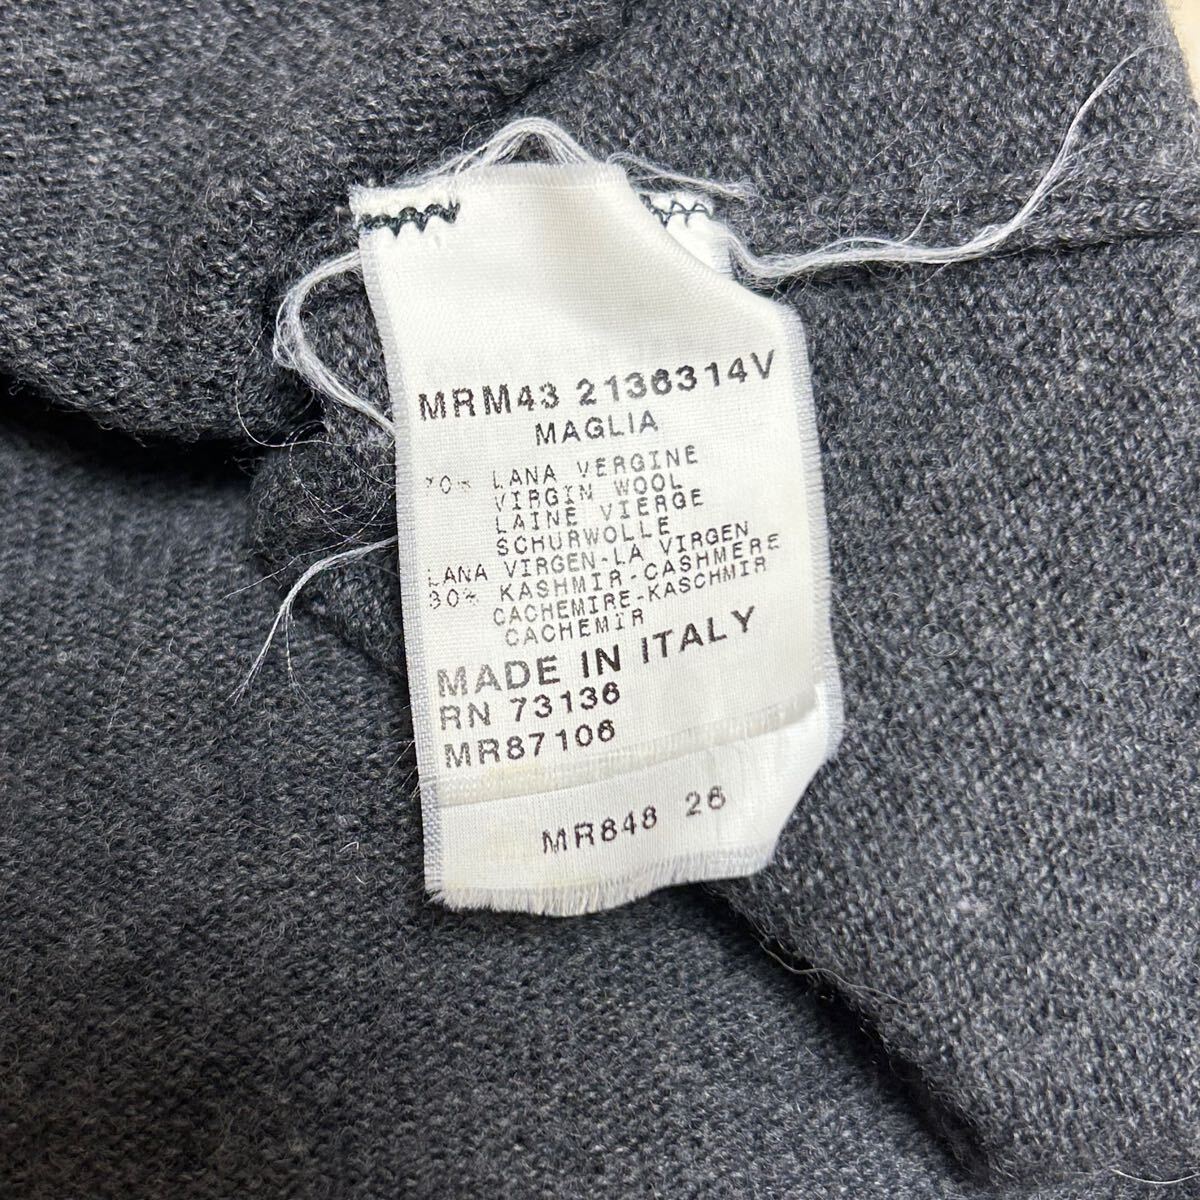 MRM43 2136314V
MAGLIA
70% LANA VERGINE
VIRGIN WOOL
LAINE VIERGE
SCHURWOLLE
LANA VIRGEN-LA VIRGEN
30% KASHMIR-CASHMERE
CACHEMIRE-KASCHMIR
CACHEMIR
MADE IN ITALY
RN 73136
MR87106
MR848 26